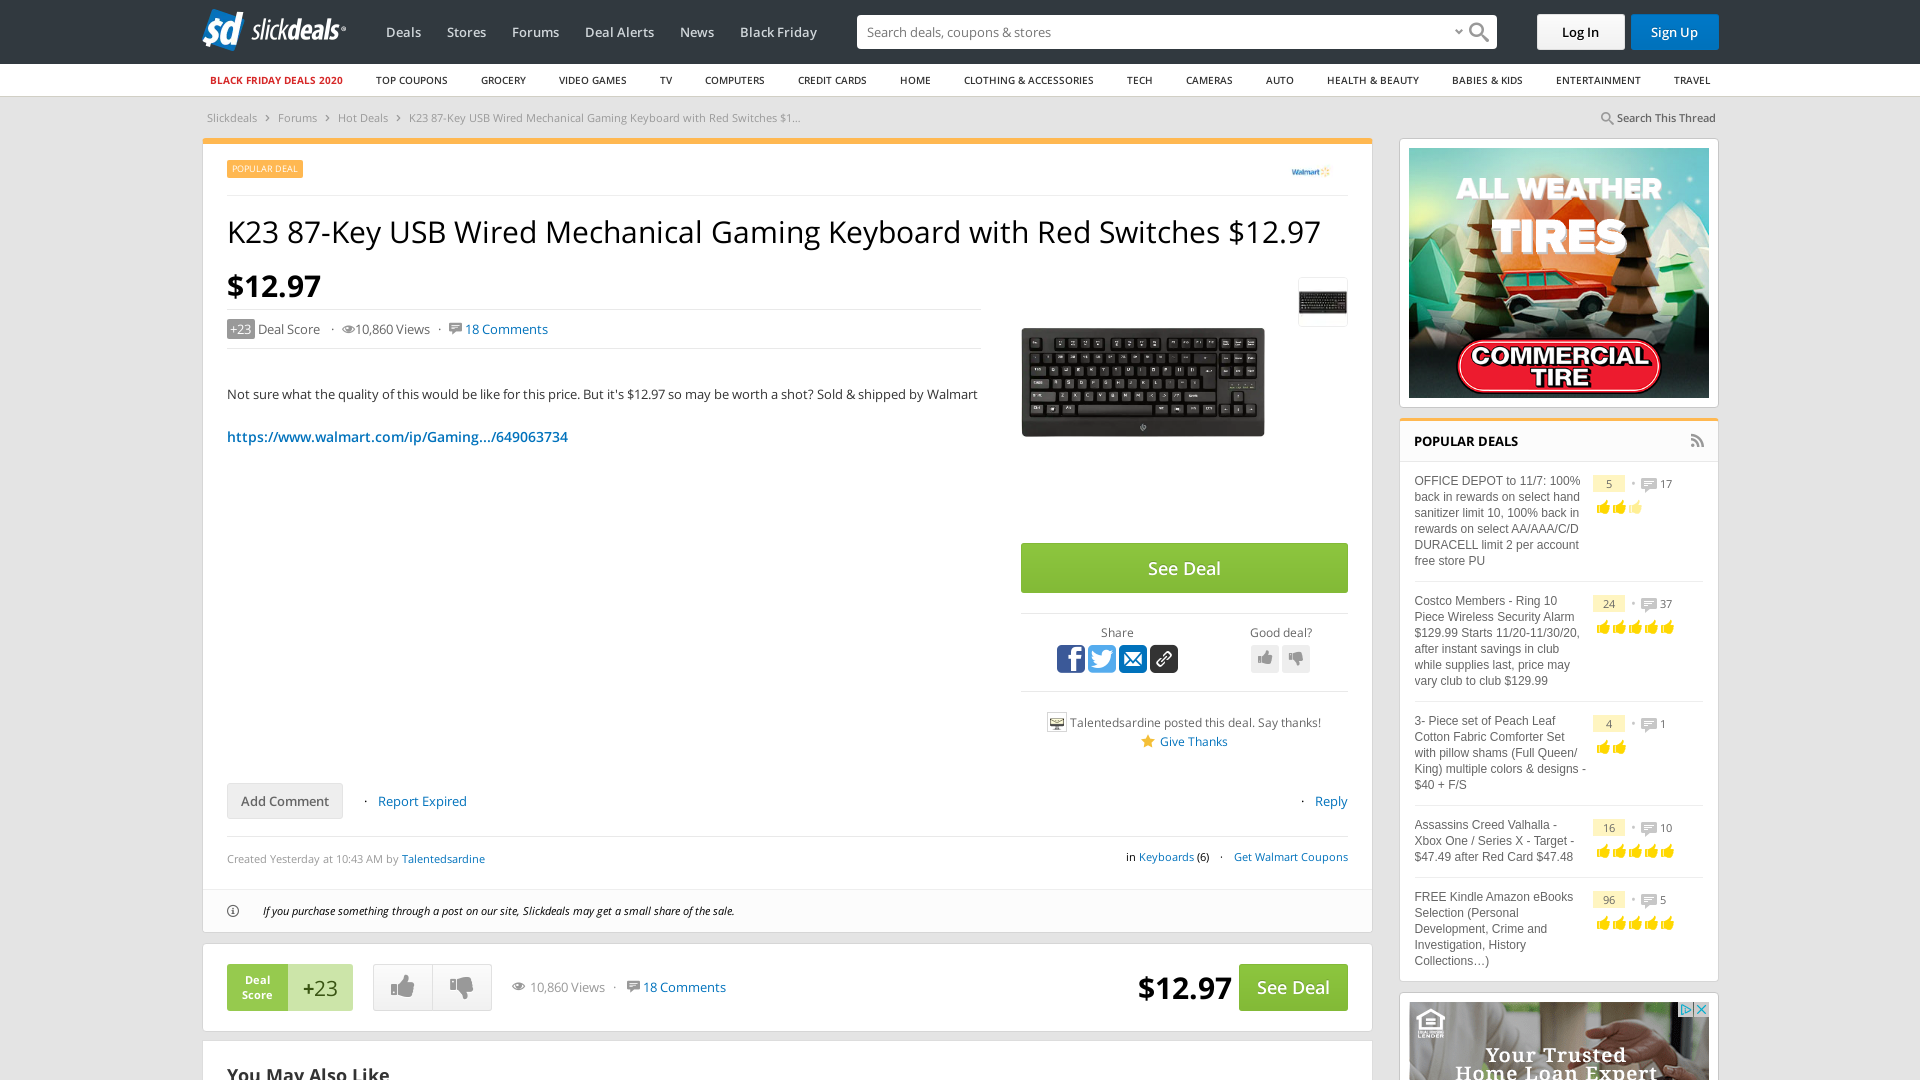 slickdeals
Deals
Stores
Forums
Deal Alerts
News
Black Friday
Search deals, coupons & shares
Log In
Sign Up
BLACK FRIDAY DEALS 2020
TOP COUPONS
GROCERY
VIDEO GAMES
TV
COMPUTERS
CREDIT CARDS
HOME
CLOTHING & ACCESSORIES
TECH
CAMERAS
AUTO
HEALTH & BEAUTY
BABIES & KIDS
ENTERTAINMENT
TRAVEL
Slickdeals › Forums › Hot Deals › K23 87-Key USB Wired Mechanical Gaming Keyboard with Red Switches $1...
Search This Thread
POPULAR DEAL
Walmart
K23 87-Key USB Wired Mechanical Gaming Keyboard with Red Switches $12.97
$12.97
+23 Deal Score · 10,860 Views · 18 Comments
Not sure what the quality of this would be like for this price. But it's $12.97 so may be worth a shot? Sold & shipped by Walmart
https://www.walmart.com/ip/Gaming.../649063734
See Deal
Share
Good deal?
Talentedsardine posted this deal. Say thanks!
Give Thanks
Add Comment · Report Expired
· Reply
Created Yesterday at 10:43 AM by Talentedsardine
in Keyboards (6) · Get Walmart Coupons
If you purchase something through a post on our site, Slickdeals may get a small share of the sale.
Deal
Score
+23
10,860 Views · 18 Comments
$12.97
See Deal
You May Also Like
ALL WEATHER
TIRES
COMMERCIAL
TIRE
POPULAR DEALS
OFFICE DEPOT to 11/7: 100%
back in rewards on select hand
sanitizer limit 10, 100% back in
rewards on select AA/AAA/C/D
DURACELL limit 2 per account
free store PU
5 • 17
Costco Members - Ring 10
Piece Wireless Security Alarm
$129.99 Starts 11/20-11/30/20,
after instant savings in club
while supplies last, price may
vary club to club $129.99
24 • 37
3- Piece set of Peach Leaf
Cotton Fabric Comforter Set
with pillow shams (Full Queen/
King) multiple colors & designs -
$40 + F/S
4 • 1
Assassins Creed Valhalla -
Xbox One / Series X - Target -
$47.49 after Red Card $47.48
16 • 10
FREE Kindle Amazon eBooks
Selection (Personal
Development, Crime and
Investigation, History
Collections…)
96 • 5
Your Trusted
Home Loan Expert